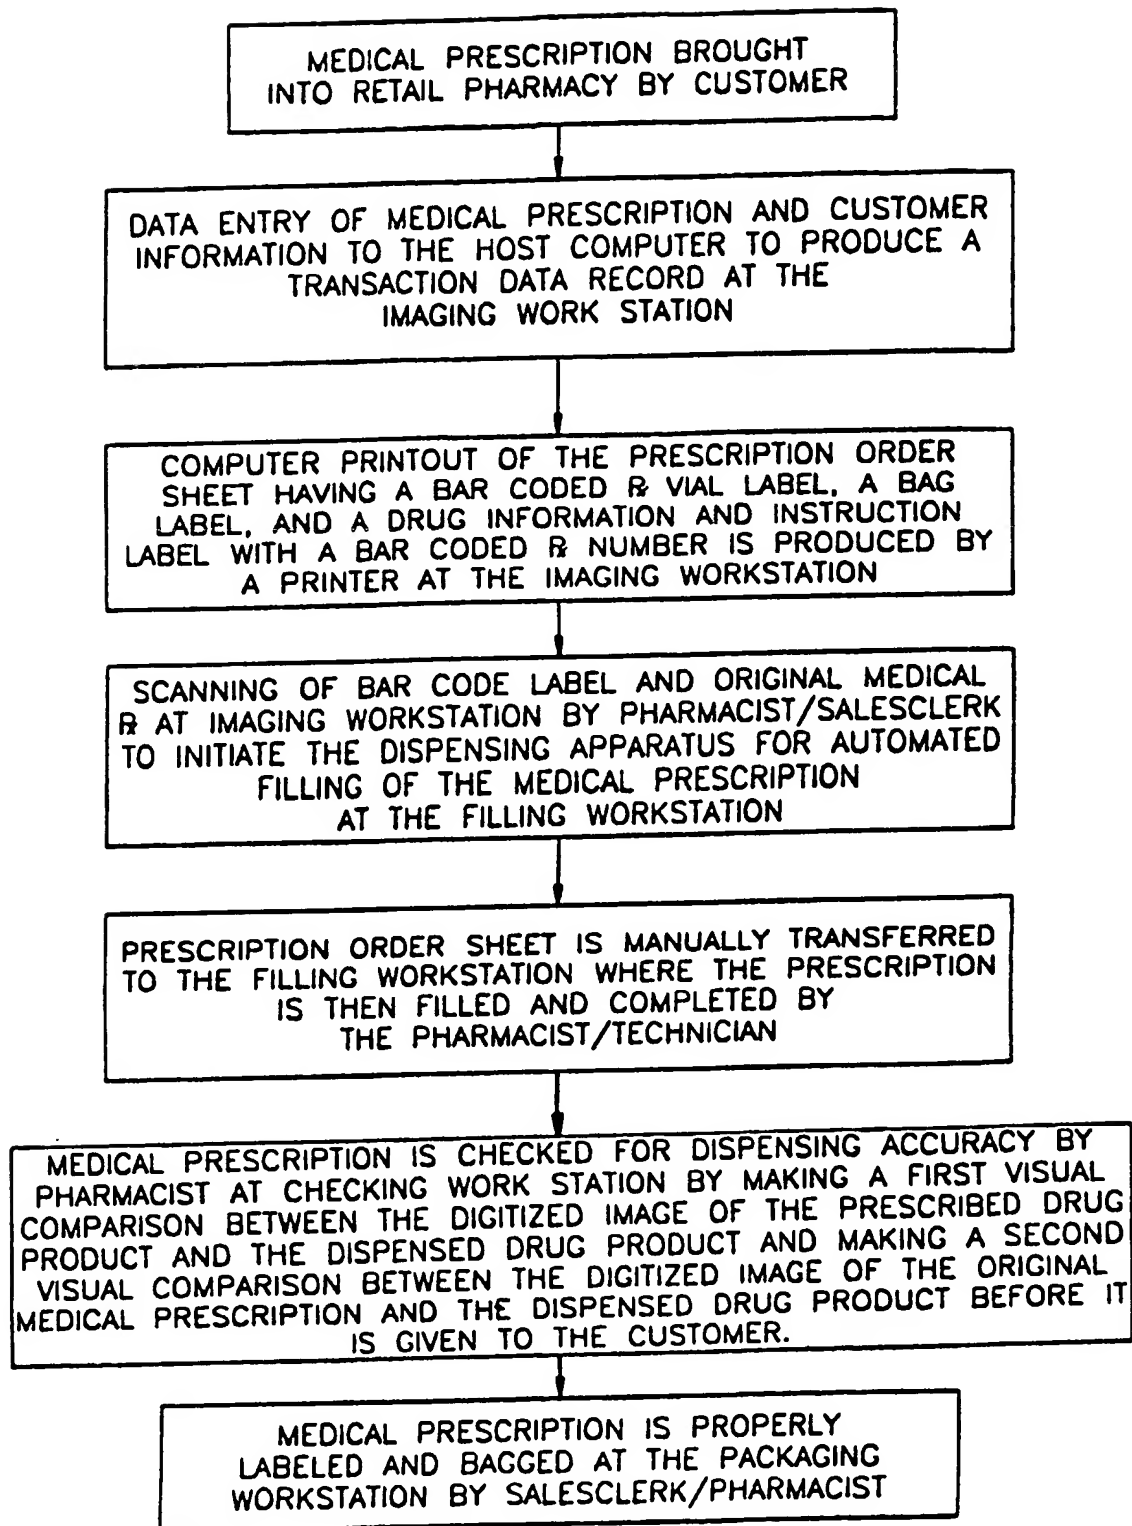 MEDICAL PRESCRIPTION BROUGHT
INTO RETAIL PHARMACY BY CUSTOMER
DATA ENTRY OF MEDICAL PRESCRIPTION AND CUSTOMER
INFORMATION TO THE HOST COMPUTER TO PRODUCE A
TRANSACTION DATA RECORD AT THE
IMAGING WORK STATION
COMPUTER PRINTOUT OF THE PRESCRIPTION ORDER
SHEET HAVING A BAR CODED ℞ VIAL LABEL, A BAG
LABEL, AND A DRUG INFORMATION AND INSTRUCTION
LABEL WITH A BAR CODED ℞ NUMBER IS PRODUCED BY
A PRINTER AT THE IMAGING WORKSTATION
SCANNING OF BAR CODE LABEL AND ORIGINAL MEDICAL
℞ AT IMAGING WORKSTATION BY PHARMACIST/SALESCLERK
TO INITIATE THE DISPENSING APPARATUS FOR AUTOMATED
FILLING OF THE MEDICAL PRESCRIPTION
AT THE FILLING WORKSTATION
PRESCRIPTION ORDER SHEET IS MANUALLY TRANSFERRED
TO THE FILLING WORKSTATION WHERE THE PRESCRIPTION
IS THEN FILLED AND COMPLETED BY
THE PHARMACIST/TECHNICIAN
MEDICAL PRESCRIPTION IS CHECKED FOR DISPENSING ACCURACY BY
PHARMACIST AT CHECKING WORK STATION BY MAKING A FIRST VISUAL
COMPARISON BETWEEN THE DIGITIZED IMAGE OF THE PRESCRIBED DRUG
PRODUCT AND THE DISPENSED DRUG PRODUCT AND MAKING A SECOND
VISUAL COMPARISON BETWEEN THE DIGITIZED IMAGE OF THE ORIGINAL
MEDICAL PRESCRIPTION AND THE DISPENSED DRUG PRODUCT BEFORE IT
IS GIVEN TO THE CUSTOMER.
MEDICAL PRESCRIPTION IS PROPERLY
LABELED AND BAGGED AT THE PACKAGING
WORKSTATION BY SALESCLERK/PHARMACIST